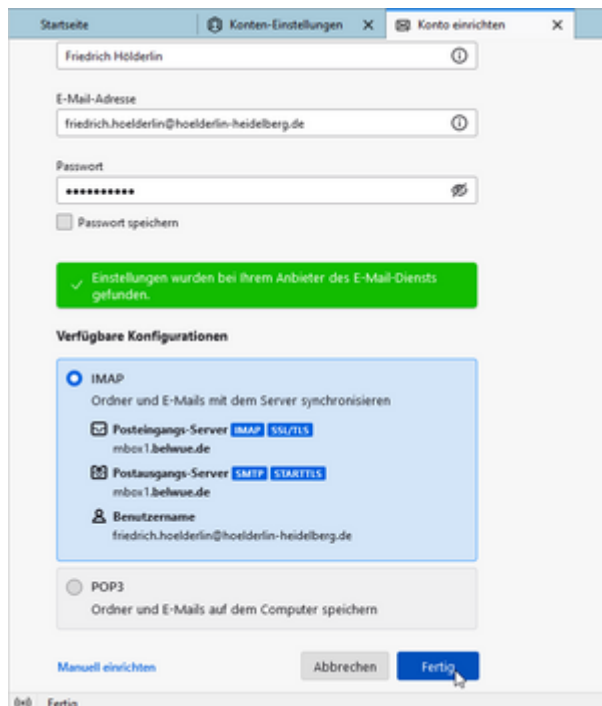 Startseite
Konten-Einstellungen
Konto einrichten
Friedrich Hölderlin
E-Mail-Adresse
friedrich.hoelderlin@hoelderlin-heidelberg.de
Passwort
••••••••••
Passwort speichern
Einstellungen wurden bei Ihrem Anbieter des E-Mail-Diensts
gefunden.
Verfügbare Konfigurationen
IMAP
Ordner und E-Mails mit dem Server synchronisieren
Posteingangs-Server IMAP SSL/TLS
mbox1.belwue.de
Postausgangs-Server SMTP STARTTLS
mbox1.belwue.de
Benutzername
friedrich.hoelderlin@hoelderlin-heidelberg.de
POP3
Ordner und E-Mails auf dem Computer speichern
Manuell einrichten
Abbrechen
Fertig
Fertig